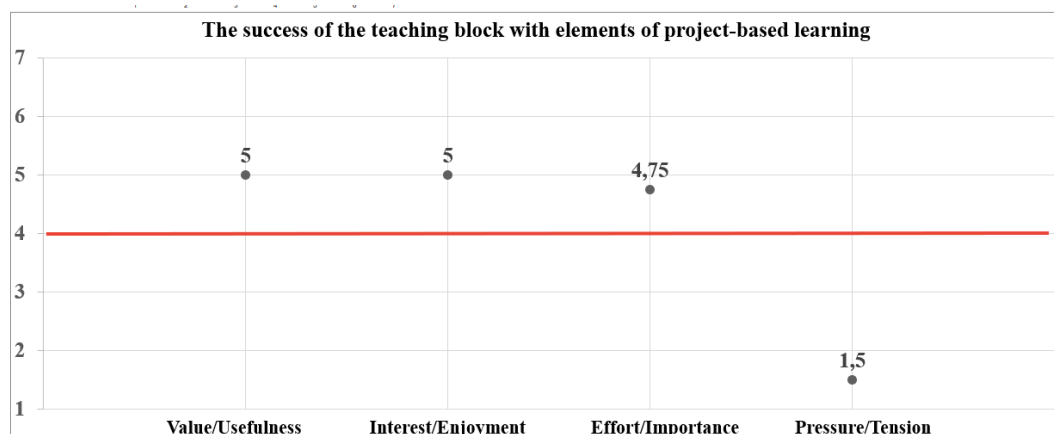 The success of the teaching block with elements of project-based learning
7
6
5
5
5
4,75
4
3
2
1,5
1
Value/Usefulness
Interest/Enjoyment
Effort/Importance
Pressure/Tension